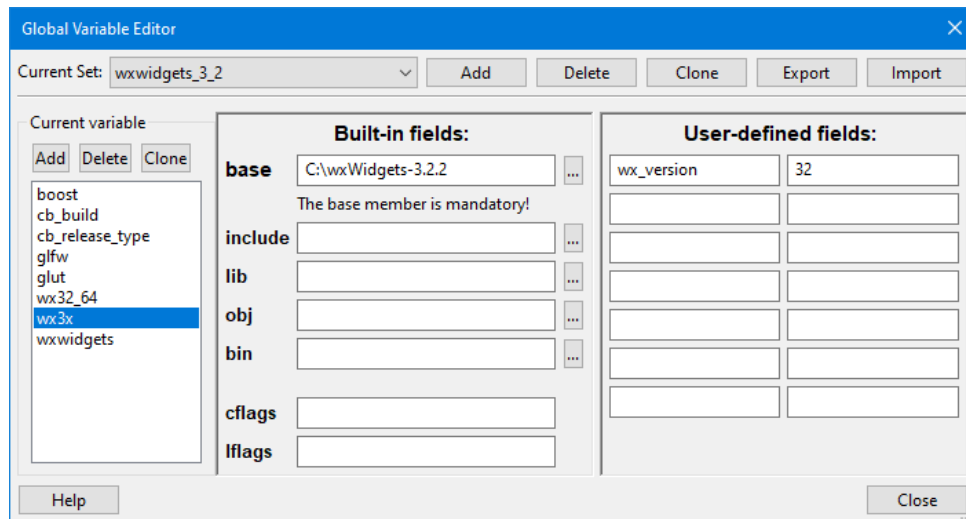 Global Variable Editor
Current Set: wxwidgets_3_2 Add Delete Clone Export Import
Current variable
Add Delete Clone
boost
cb_build
cb_release_type
glfw
glut
wx32_64
wx3x
wxwidgets
Built-in fields:
base C:\wxWidgets-3.2.2 ...
The base member is mandatory!
include ...
lib ...
obj ...
bin ...
cflags
lflags
User-defined fields:
wx_version 32
Help Close